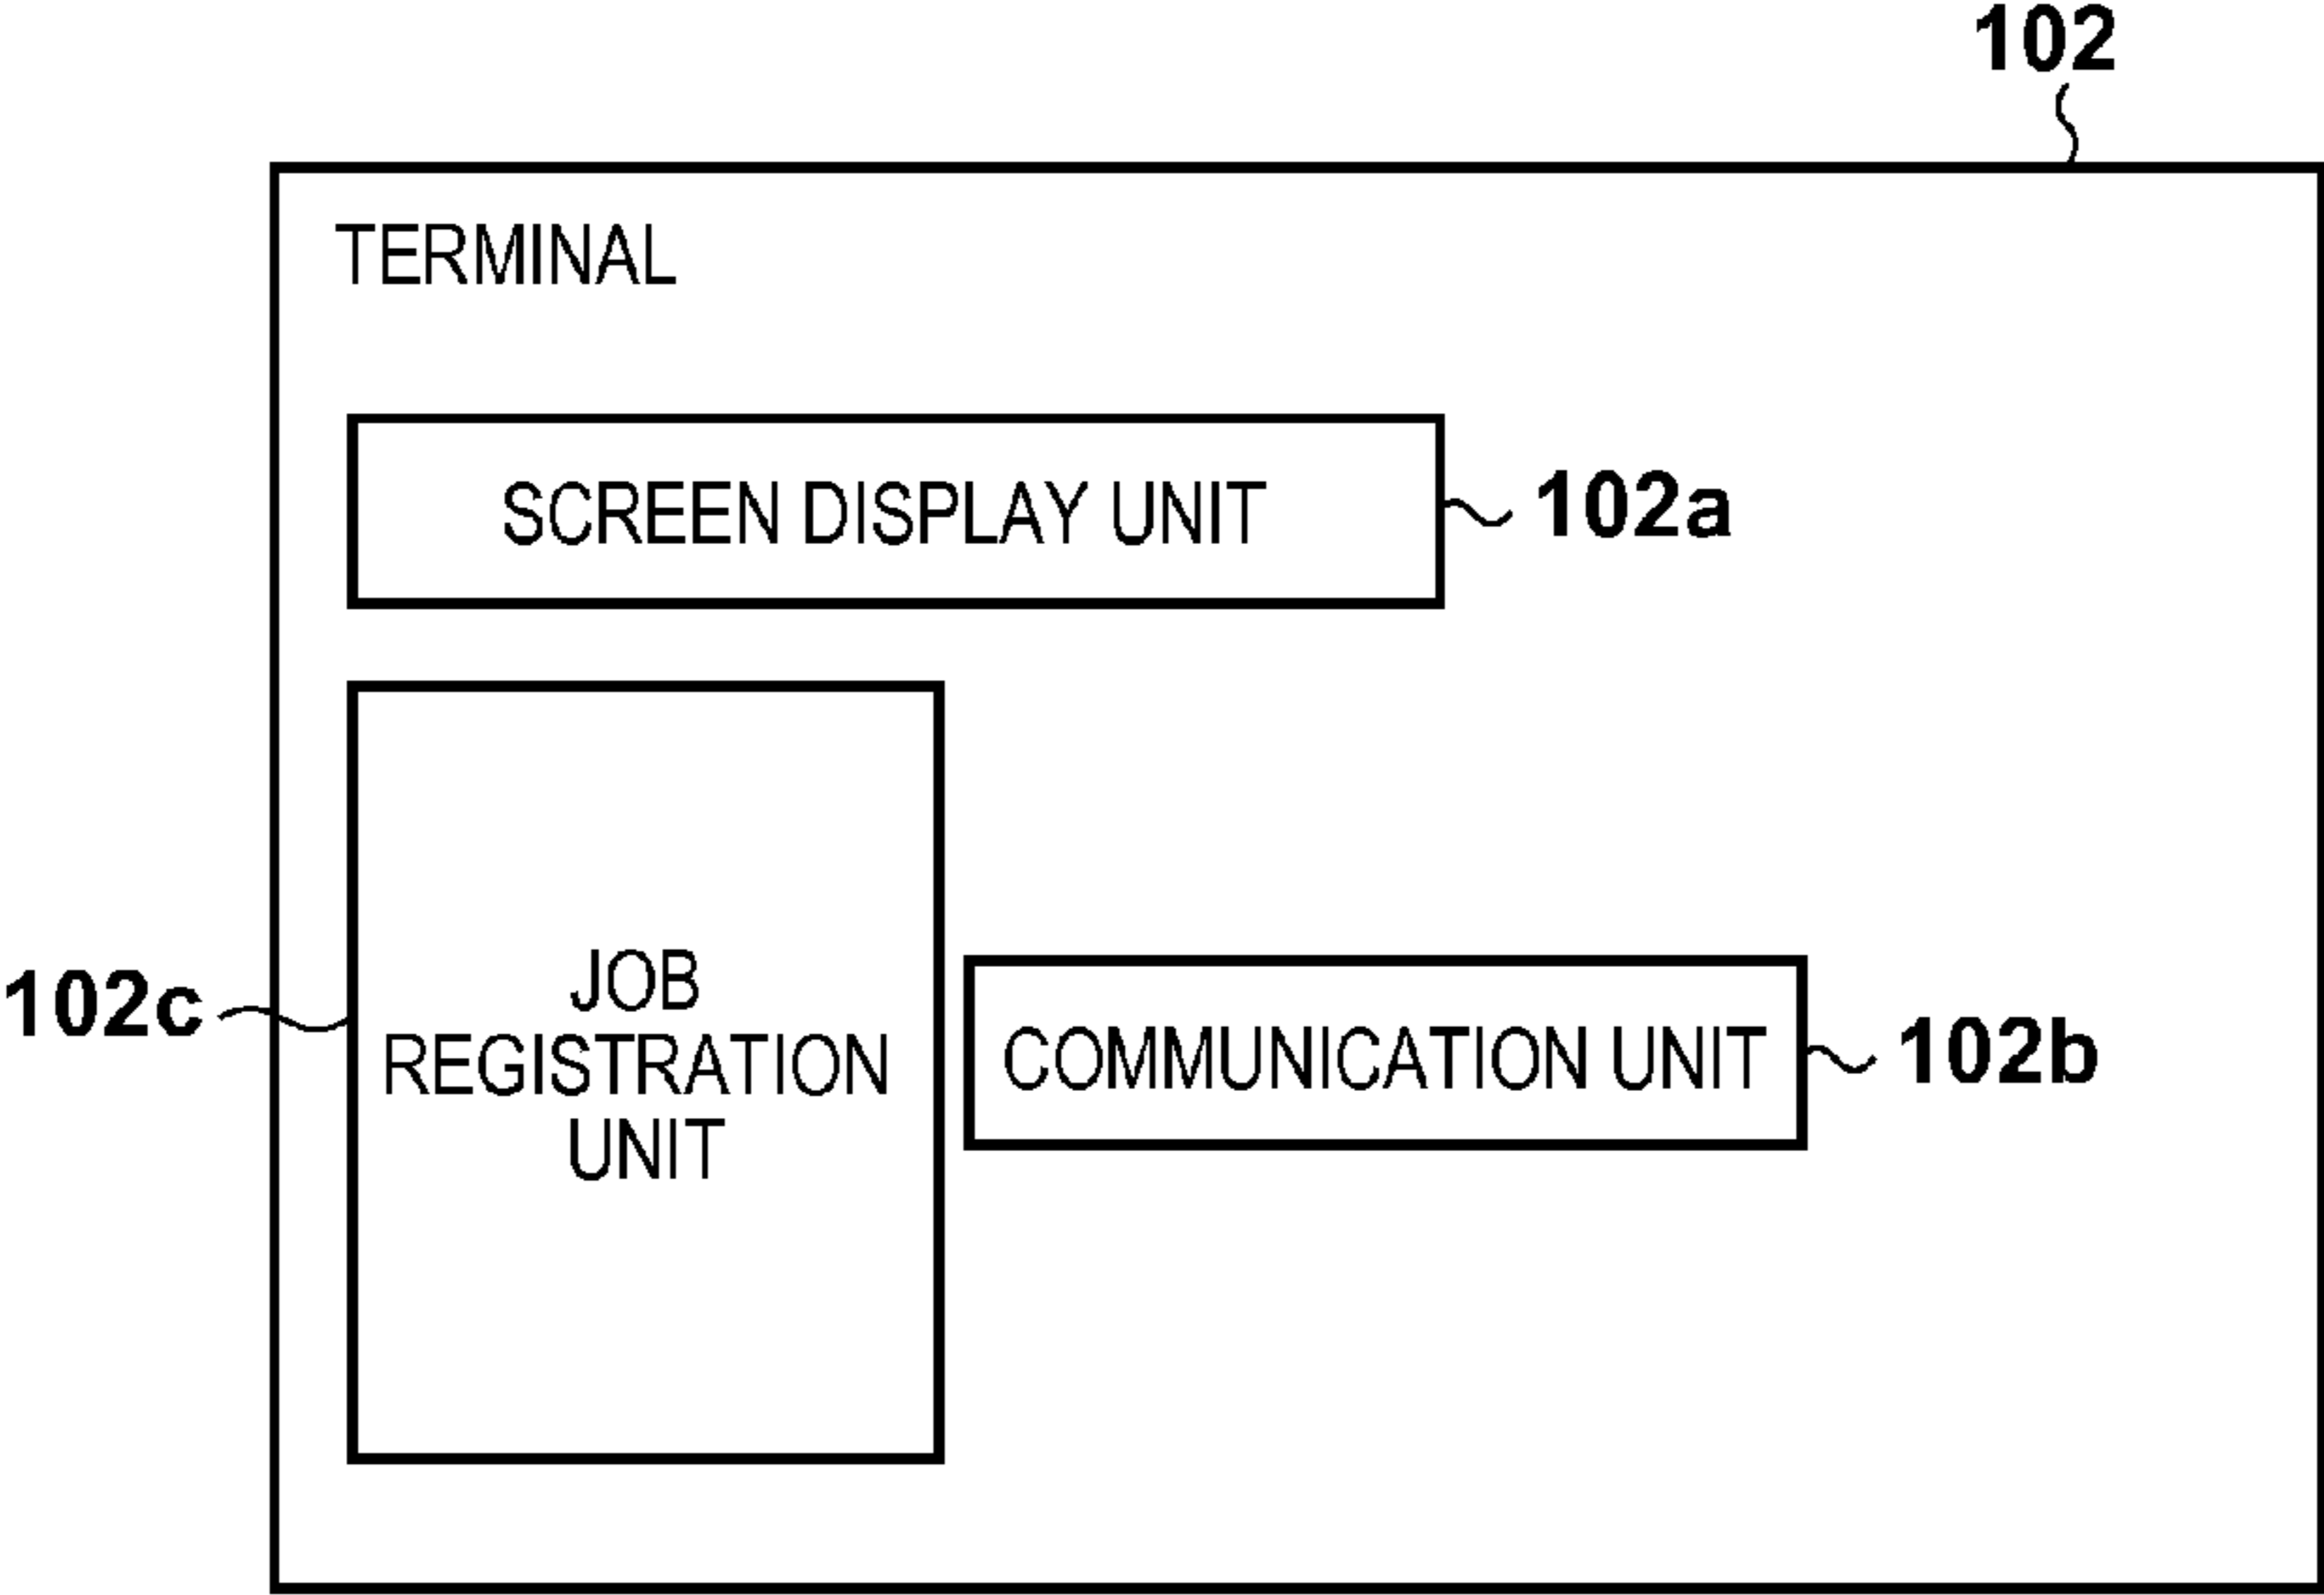 102
TERMINAL
SCREEN DISPLAY UNIT
102a
JOB
REGISTRATION
UNIT
102c
COMMUNICATION UNIT
102b